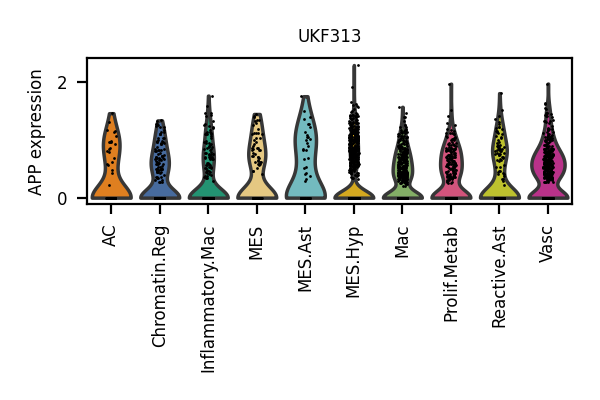 UKF313
APP expression
2
0
AC
Chromatin.Reg
Inflammatory.Mac
MES
MES.Ast
MES.Hyp
Mac
Prolif.Metab
Reactive.Ast
Vasc